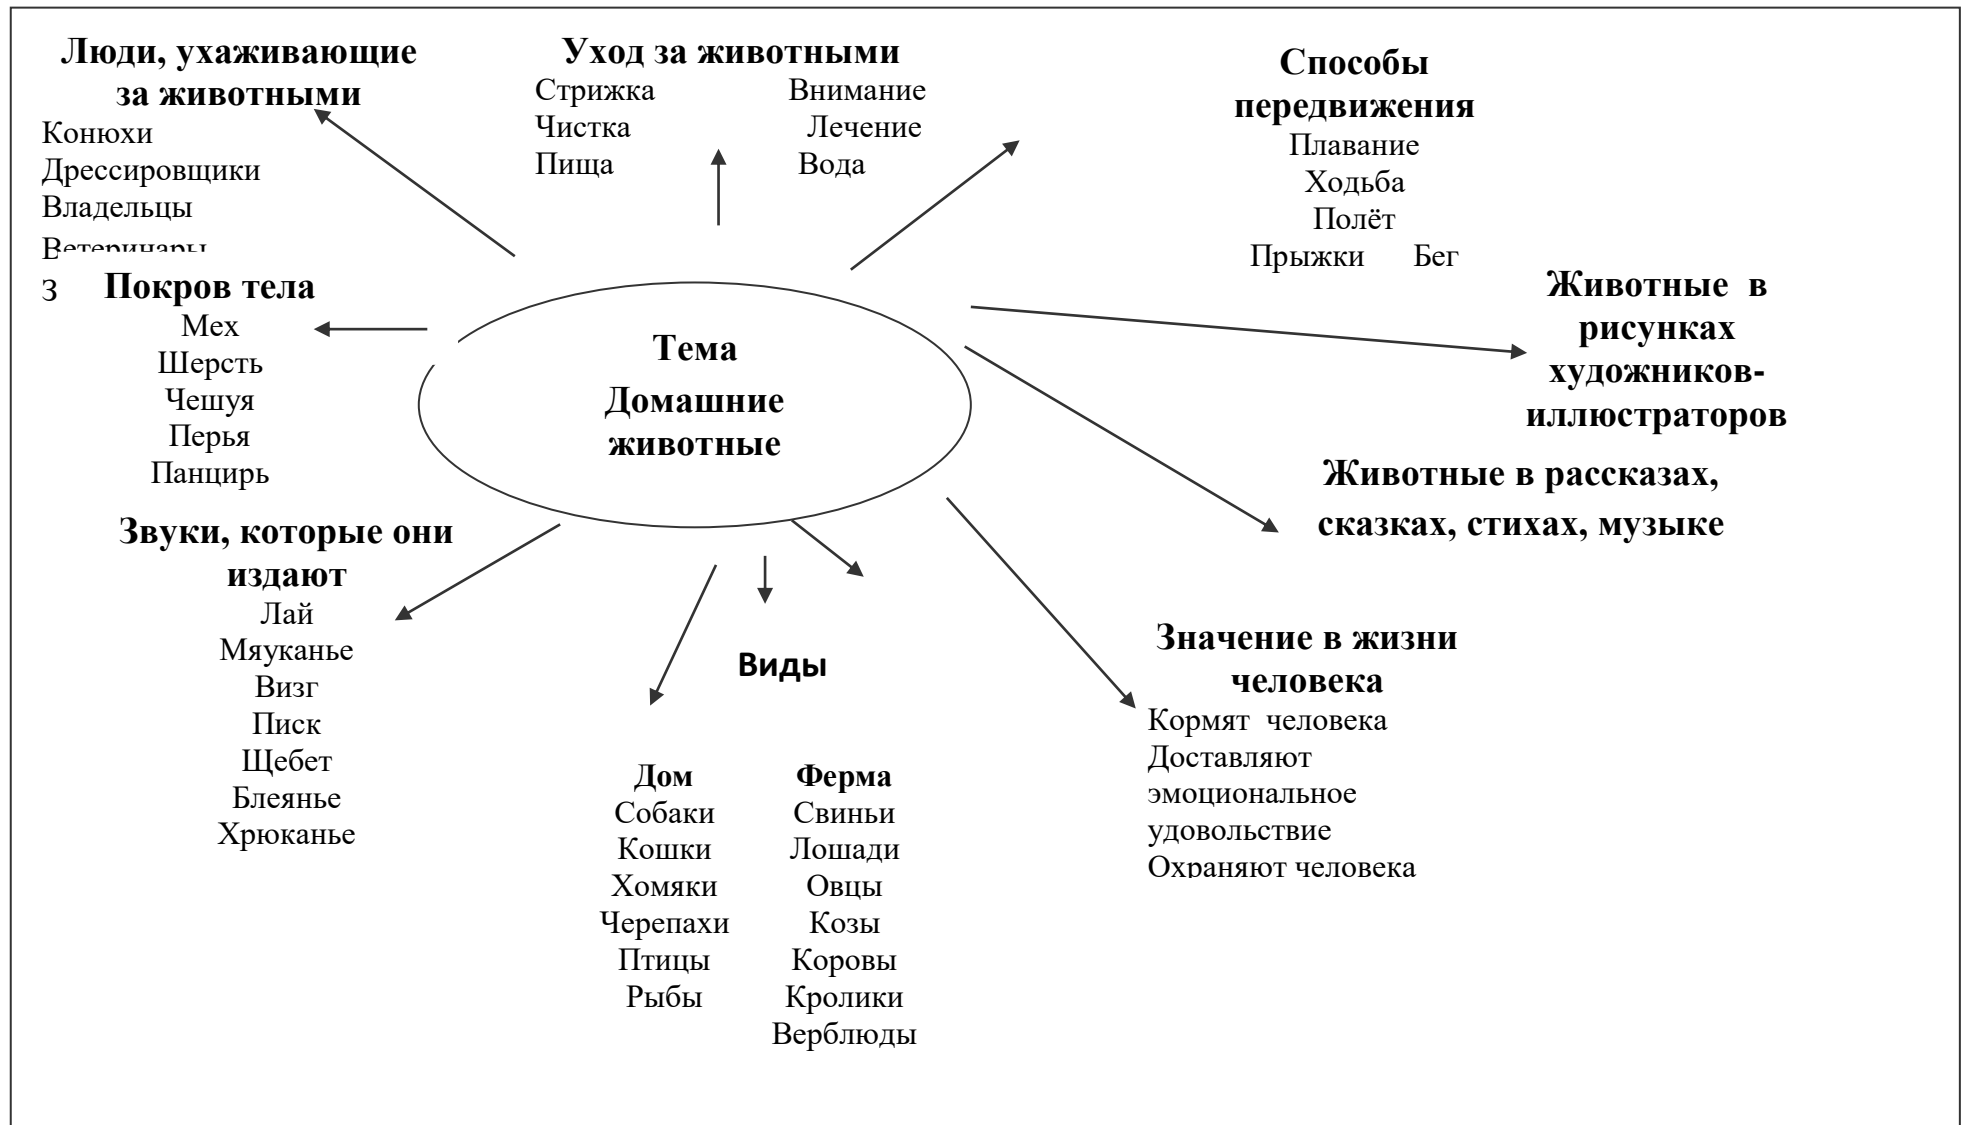 Люди, ухаживающие
за животными
Конюхи
Дрессировщики
Владельцы
Ветеринары
З
Уход за животными
Стрижка Внимание
Чистка Лечение
Пища Вода
Способы
передвижения
Плавание
Ходьба
Полёт
Прыжки Бег
Покров тела
Мех
Шерсть
Чешуя
Перья
Панцирь
Тема
Домашние
животные
Животные в
рисунках
художников-
иллюстраторов
Животные в рассказах,
сказках, стихах, музыке
Звуки, которые они
издают
Лай
Мяуканье
Визг
Писк
Щебет
Блеянье
Хрюканье
Виды
Дом
Собаки
Кошки
Хомяки
Черепахи
Птицы
Рыбы
Ферма
Свиньи
Лошади
Овцы
Козы
Коровы
Кролики
Верблюды
Значение в жизни
человека
Кормят человека
Доставляют
эмоциональное
удовольствие
Охраняют человека